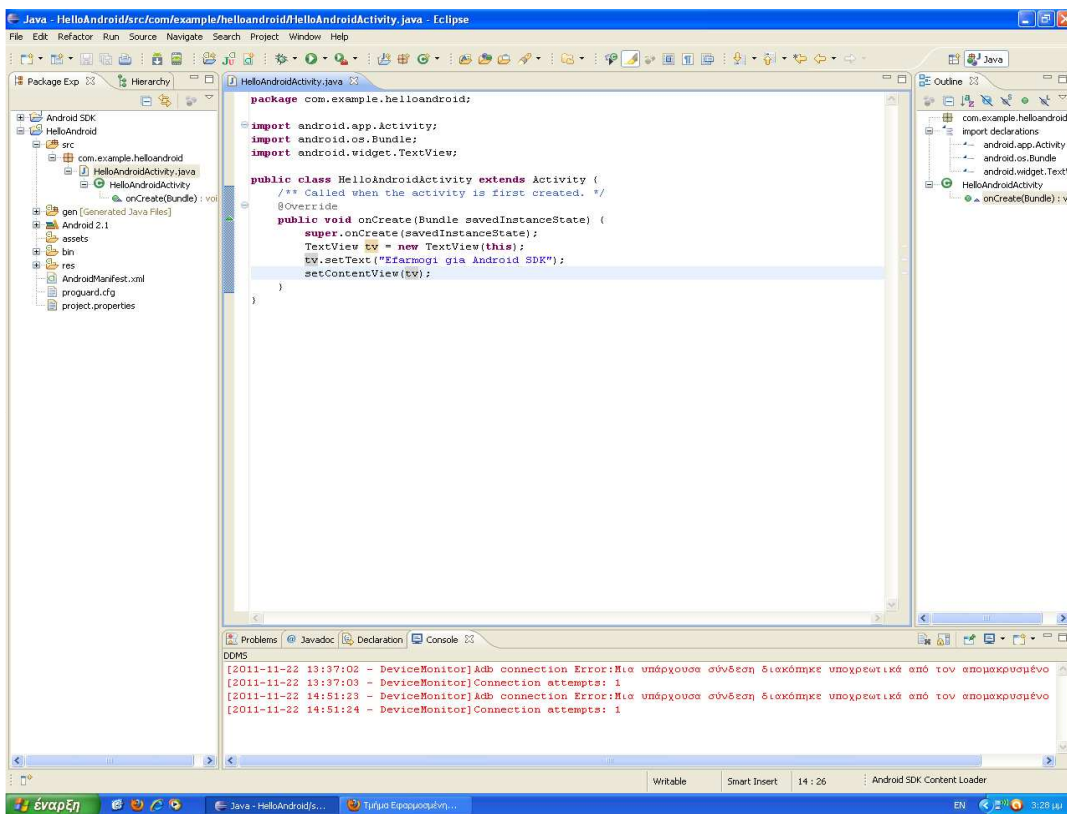 Java - HelloAndroid/src/com/example/helloandroid/HelloAndroidActivity.java - Eclipse
File Edit Refactor Run Source Navigate Search Project Window Help
Java
Package Exp
Hierarchy
Android SDK
HelloAndroid
src
com.example.helloandroid
HelloAndroidActivity.java
HelloAndroidActivity
onCreate(Bundle) : voi
gen [Generated Java Files]
Android 2.1
assets
bin
res
AndroidManifest.xml
proguard.cfg
project.properties
HelloAndroidActivity.java
package com.example.helloandroid;
import android.app.Activity;
import android.os.Bundle;
import android.widget.TextView;
public class HelloAndroidActivity extends Activity {
/** Called when the activity is first created. */
@Override
public void onCreate(Bundle savedInstanceState) {
super.onCreate(savedInstanceState);
TextView tv = new TextView(this);
tv.setText("Efarmogi gia Android SDK");
setContentView(tv);
}
}
Outline
com.example.helloandroid
import declarations
android.app.Activity
android.os.Bundle
android.widget.Text
HelloAndroidActivity
onCreate(Bundle) : v
Problems @ Javadoc Declaration Console
DDMS
[2011-11-22 13:37:02 - DeviceMonitor]Adb connection Error:Μια υπάρχουσα σύνδεση διακόπηκε υποχρεωτικά από τον απομακρυσμένο
[2011-11-22 13:37:03 - DeviceMonitor]Connection attempts: 1
[2011-11-22 14:51:23 - DeviceMonitor]Adb connection Error:Μια υπάρχουσα σύνδεση διακόπηκε υποχρεωτικά από τον απομακρυσμένο
[2011-11-22 14:51:24 - DeviceMonitor]Connection attempts: 1
Writable Smart Insert 14 : 26 Android SDK Content Loader
έναρξη
Java - HelloAndroid/s...
Τμήμα Εφαρμοσμένη...
EN
3:28 μμ